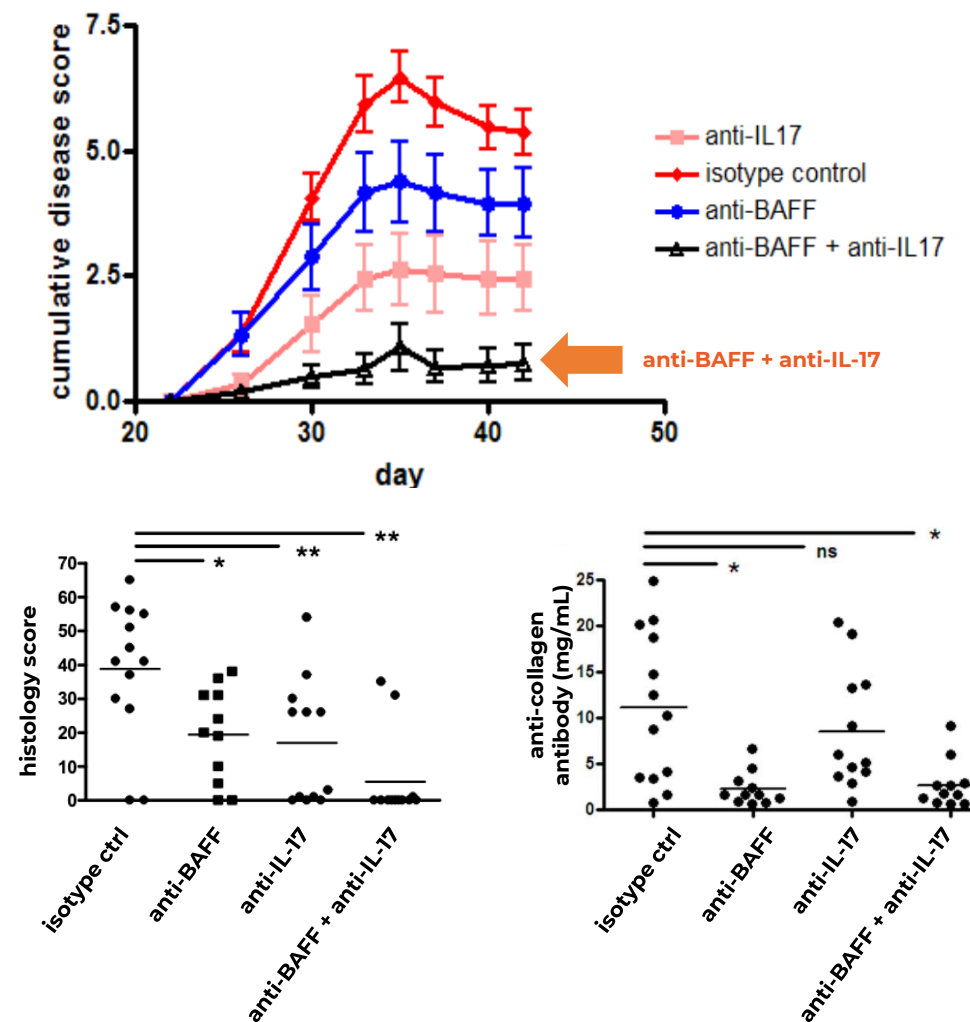 cumulative disease score
7.5
5.0
2.5
0.0
20
30
40
50
day
anti-IL17
isotype control
anti-BAFF
anti-BAFF + anti-IL17
anti-BAFF + anti-IL-17
histology score
70
60
50
40
30
20
10
0
*
**
**
isotype ctrl
anti-BAFF
anti-IL-17
anti-BAFF + anti-IL-17
anti-collagen
antibody (mg/mL)
25
20
15
10
5
0
*
ns
*
isotype ctrl
anti-BAFF
anti-IL-17
anti-BAFF + anti-IL-17